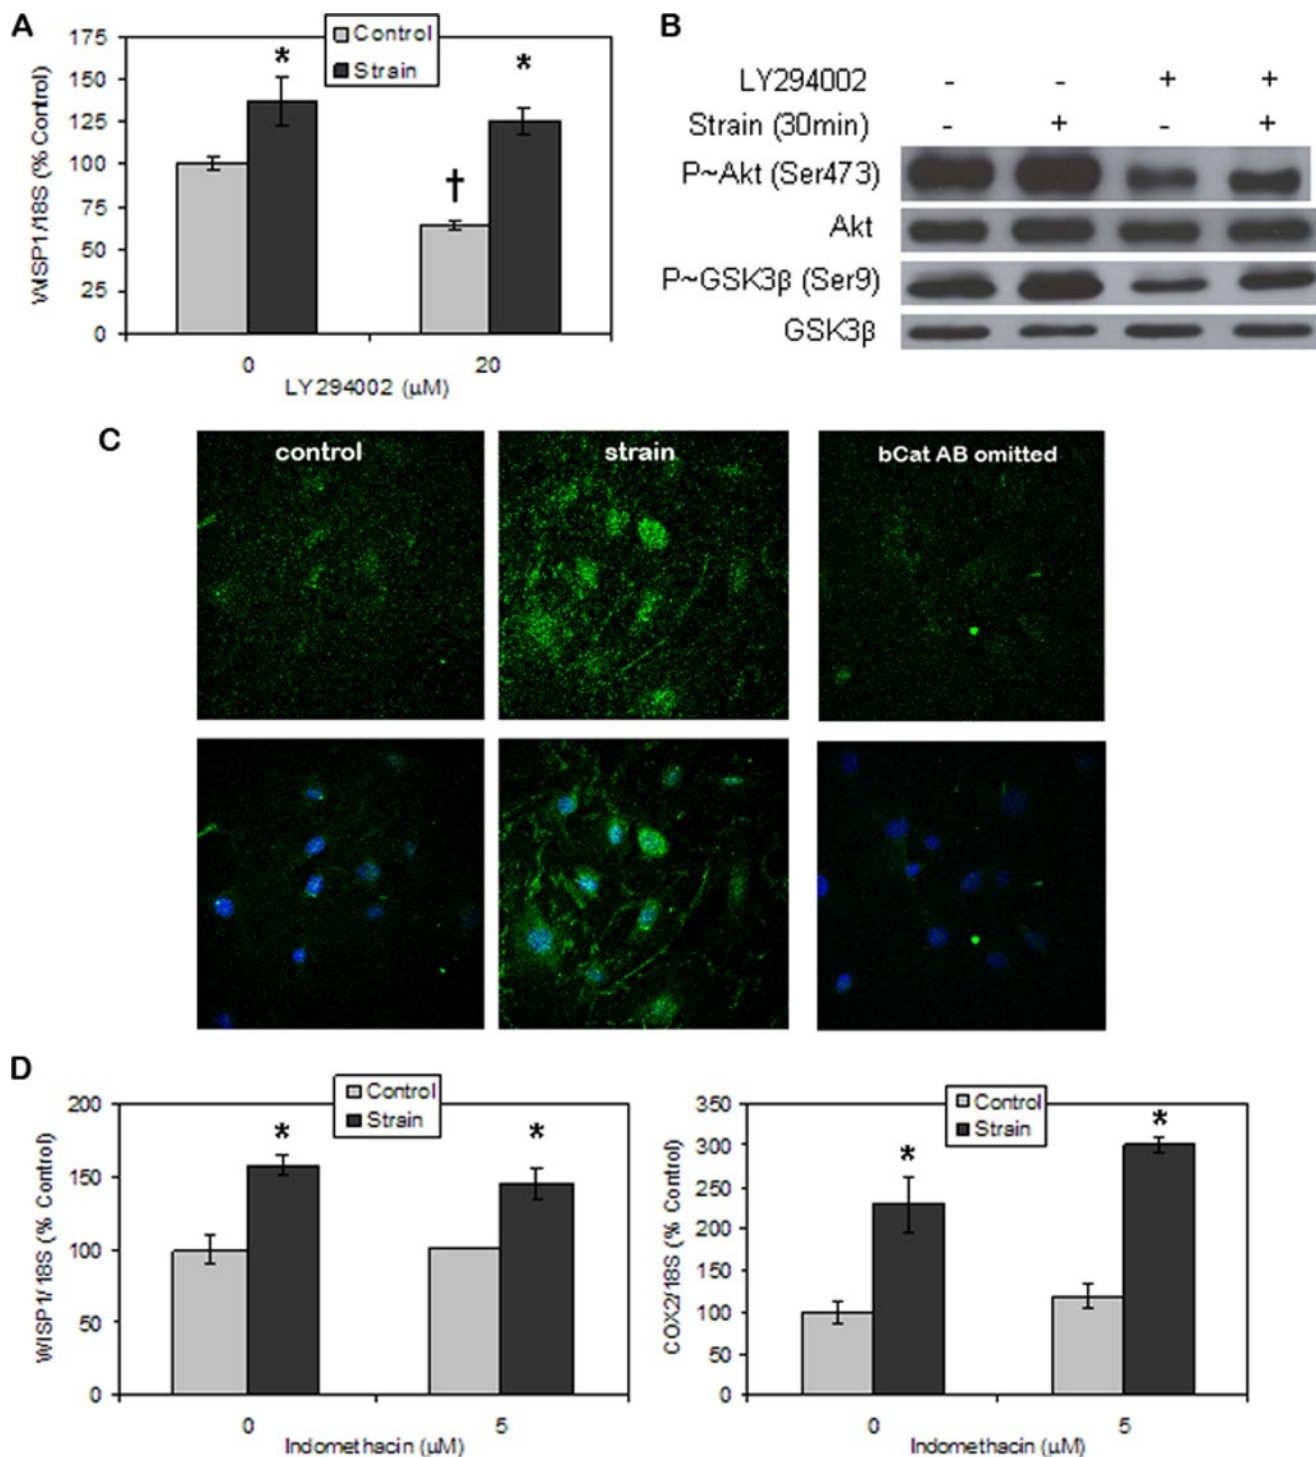 A
Control
Strain
WISP1/18S (% Control)
175
150
125
100
75
50
25
0
*
†
*
0
20
LY294002 (µM)
B
LY294002 - - + +
Strain (30min) - + - +
P~Akt (Ser473)
Akt
P~GSK3β (Ser9)
GSK3β
C
control
strain
bCat AB omitted
D
Control
Strain
WISP1/18S (% Control)
200
150
100
50
0
*
*
0
5
Indomethacin (µM)
Control
Strain
COX2/18S (% Control)
350
300
250
200
150
100
50
0
*
*
0
5
Indomethacin (µM)